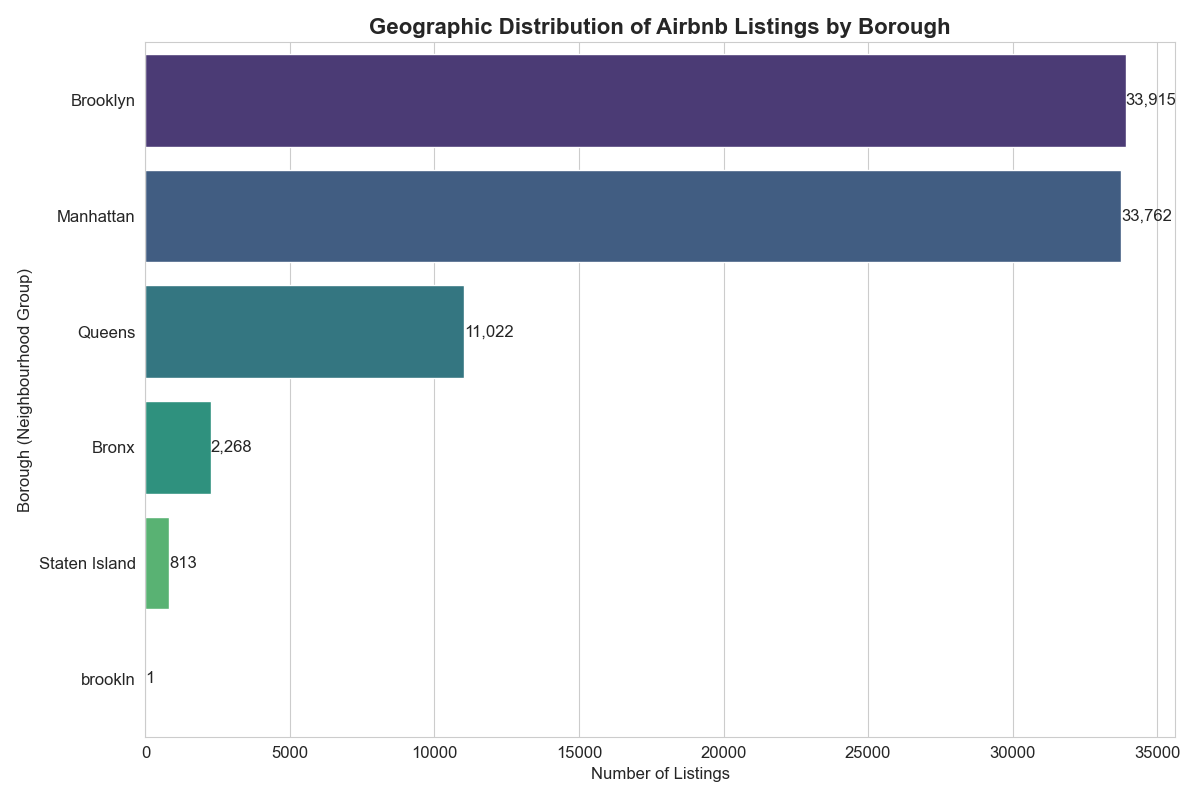 Geographic Distribution of Airbnb Listings by Borough
Borough (Neighbourhood Group)
Brooklyn
33,915
Manhattan
33,762
Queens
11,022
Bronx
2,268
Staten Island
813
brookln
1
0 5000 10000 15000 20000 25000 30000 35000
Number of Listings